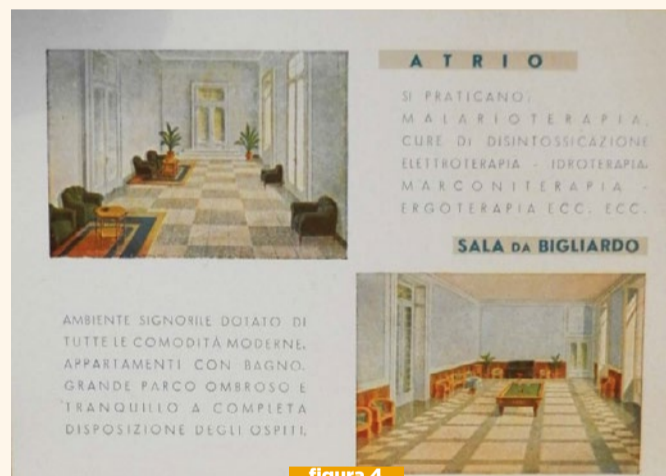 ATRIO
SI PRATICANO:
MALARIOTERAPIA,
CURE DI DISINTOSSICAZIONE
ELETTROTERAPIA - IDROTERAPIA,
MARCONITERAPIA -
ERGOTERAPIA ECC. ECC.
SALA DA BIGLIARDO
AMBIENTE SIGNORILE DOTATO DI
TUTTE LE COMODITÀ MODERNE.
APPARTAMENTI CON BAGNO.
GRANDE PARCO OMBROSO E
TRANQUILLO A COMPLETA
DISPOSIZIONE DEGLI OSPITI.
figura 4